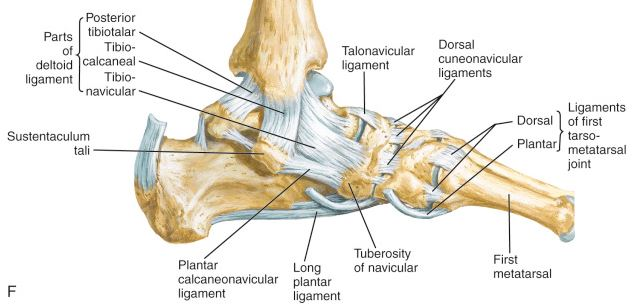 Parts
of
deltoid
ligament
Posterior
tibiotalar
Tibio-
calcaneal
Tibio-
navicular
Talonavicular
ligament
Dorsal
cuneonavicular
ligaments
Dorsal
Plantar
Ligaments
of first
tarso-
metatarsal
joint
Sustentaculum
tali
Plantar
calcaneonavicular
ligament
Long
plantar
ligament
Tuberosity
of navicular
First
metatarsal
F